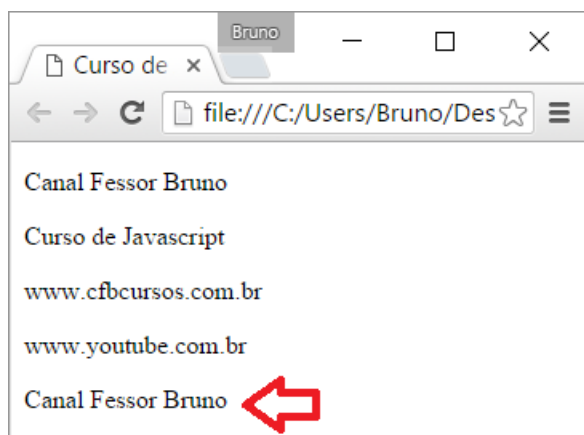 Bruno
Curso de
file:///C:/Users/Bruno/Des
Canal Fessor Bruno
Curso de Javascript
www.cfbcursos.com.br
www.youtube.com.br
Canal Fessor Bruno